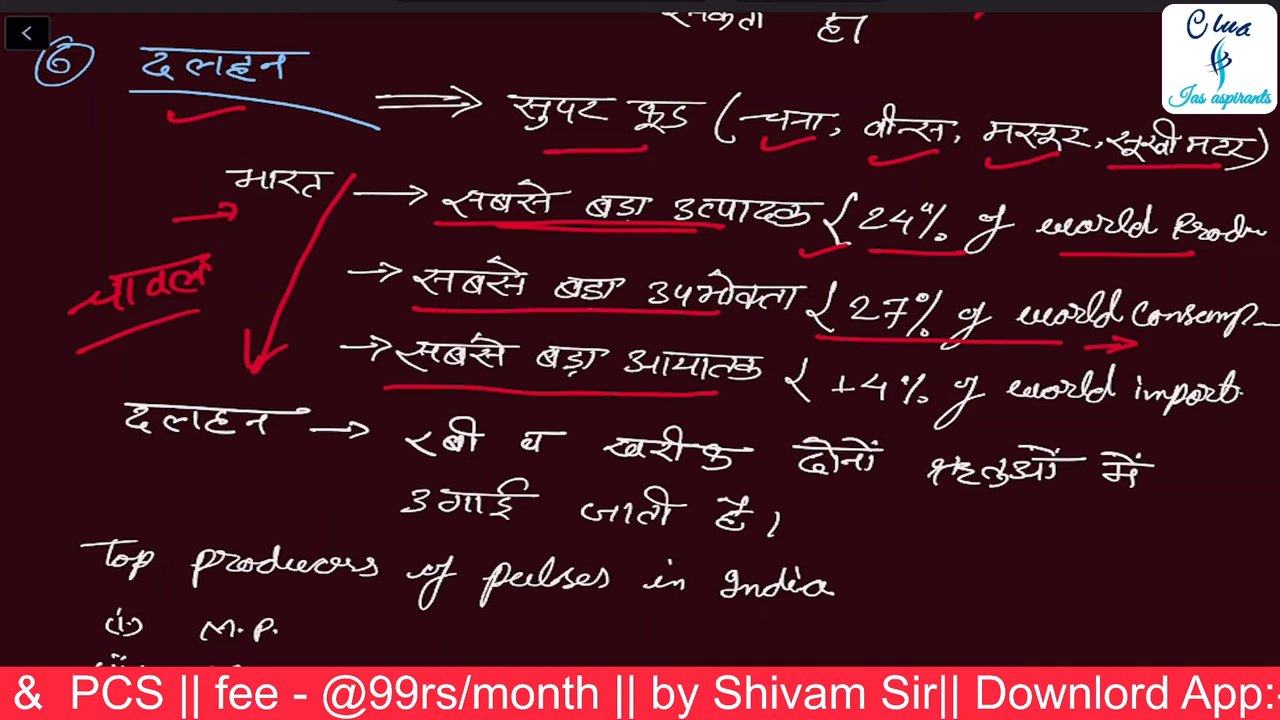 सकता है।
Clua
Ias aspirants
⑥ दलहन
⇒ सुपर फूड (चना, बीन्स, मसूर, सूखी मटर)
भारत → सबसे बड़ा उत्पादक { 24% of world Produ
→ सबसे बड़ा उपभोक्ता { 27% of world consemp-
चावल
→ सबसे बड़ा आयातक { 14% of world import.
दलहन → रबी व खरीफ दोनों ऋतुओं में
उगाई जाती है।
Top producers of pulses in India
(i) M.P.
& PCS || fee - @99rs/month || by Shivam Sir|| Downlord App:-